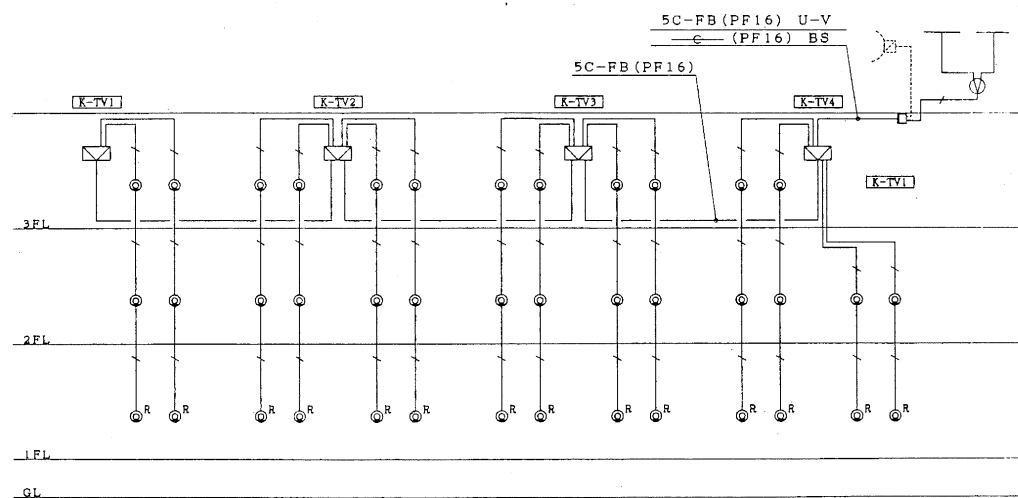 5C-FB(PF16) U-V
C (PF16) BS
5C-FB(PF16)
K-TV1 K-TV2 K-TV3 K-TV4
K-TV1
3FL
2FL
R R R R R R R R R R R R R R
1FL
GL